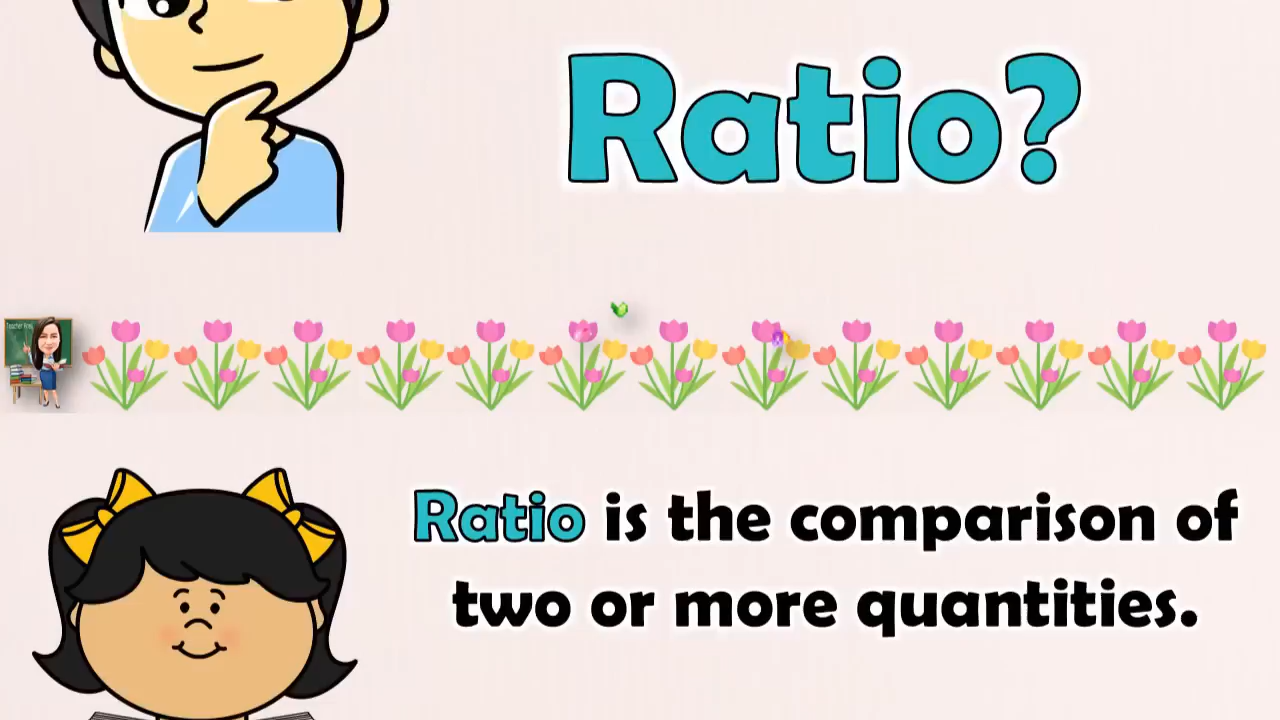 Ratio?
Ratio is the comparison of
two or more quantities.